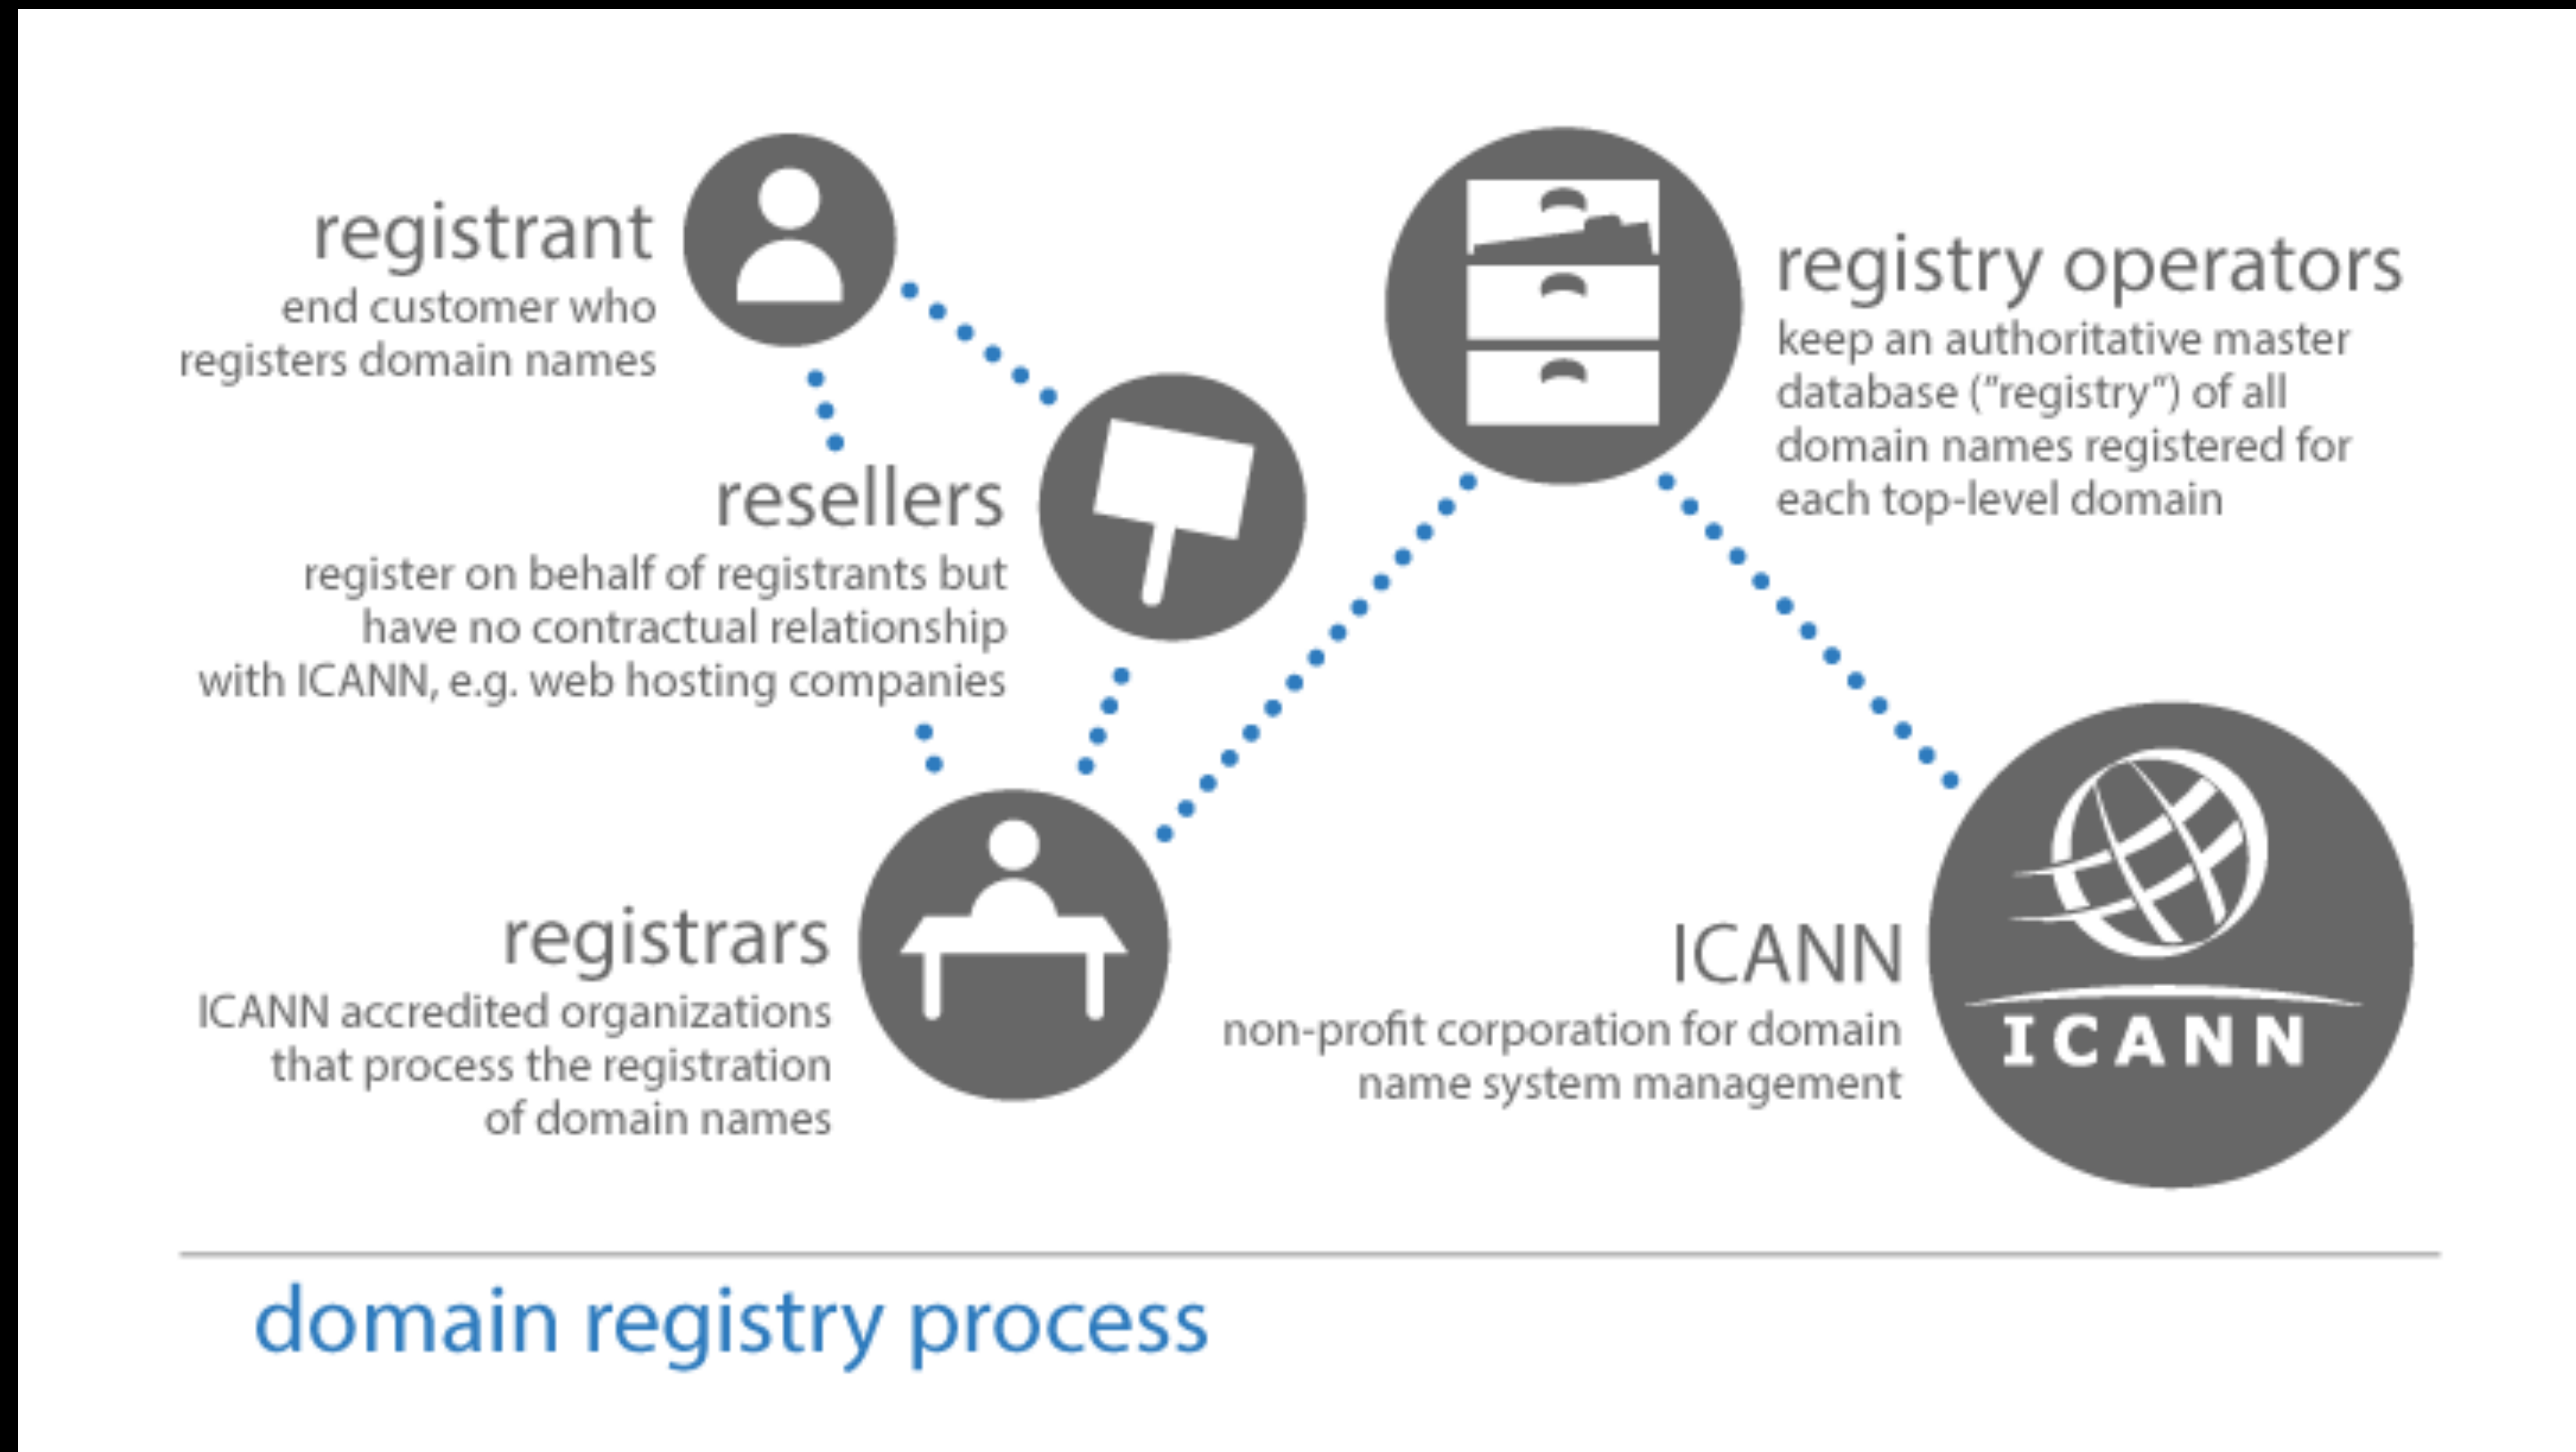 registrant
end customer who
registers domain names
resellers
register on behalf of registrants but
have no contractual relationship
with ICANN, e.g. web hosting companies
registrars
ICANN accredited organizations
that process the registration
of domain names
registry operators
keep an authoritative master
database ("registry") of all
domain names registered for
each top-level domain
ICANN
non-profit corporation for domain
name system management
ICANN
domain registry process